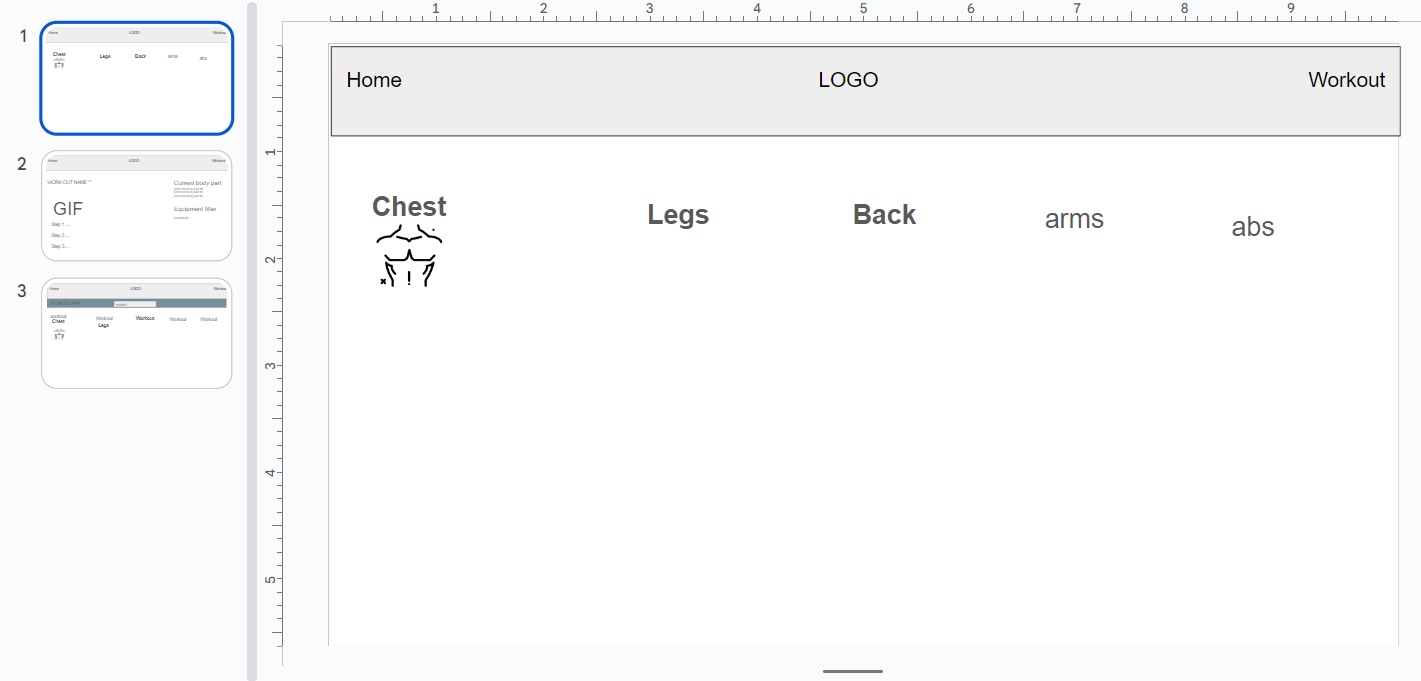 1 2 3 4 5 6 7 8 9
1
Home LOGO Workout
Chest Legs Back arms abs
2
Home LOGO Workout
WORK OUT NAME
Current body part
GIF
Equipment filter
Step 1 ...
Step 2 ...
Step 3...
3
Home LOGO
search
workout Workout Workout Workout Workout
Chest Legs
Home LOGO Workout
Chest Legs Back arms abs
1
2
3
4
5